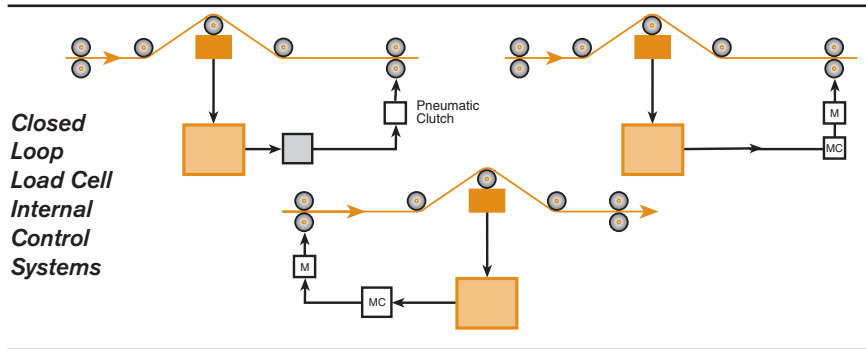 Closed
Loop
Load Cell
Internal
Control
Systems
Pneumatic
Clutch
M
MC
M
MC